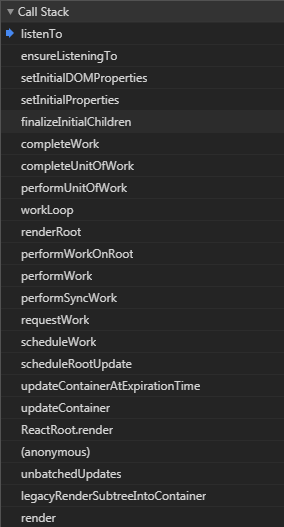 Call Stack
listenTo
ensureListeningTo
setInitialDOMProperties
setInitialProperties
finalizeInitialChildren
completeWork
completeUnitOfWork
performUnitOfWork
workLoop
renderRoot
performWorkOnRoot
performWork
performSyncWork
requestWork
scheduleWork
scheduleRootUpdate
updateContainerAtExpirationTime
updateContainer
ReactRoot.render
(anonymous)
unbatchedUpdates
legacyRenderSubtreeIntoContainer
render